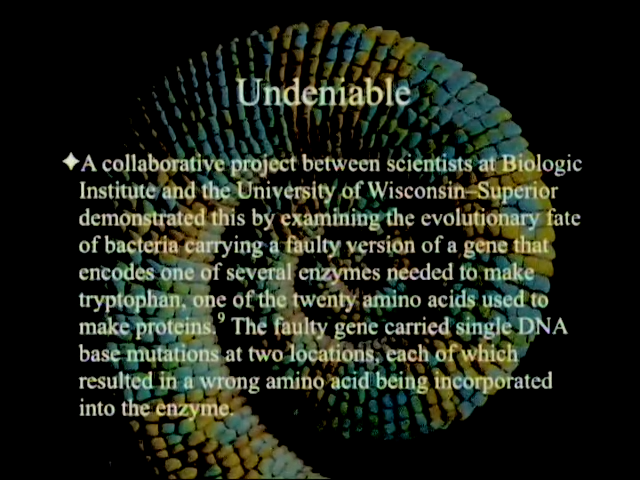 Undeniable
✦A collaborative project between scientists at Biologic
Institute and the University of Wisconsin–Superior
demonstrated this by examining the evolutionary fate
of bacteria carrying a faulty version of a gene that
encodes one of several enzymes needed to make
tryptophan, one of the twenty amino acids used to
make proteins.⁹ The faulty gene carried single DNA
base mutations at two locations, each of which
resulted in a wrong amino acid being incorporated
into the enzyme.